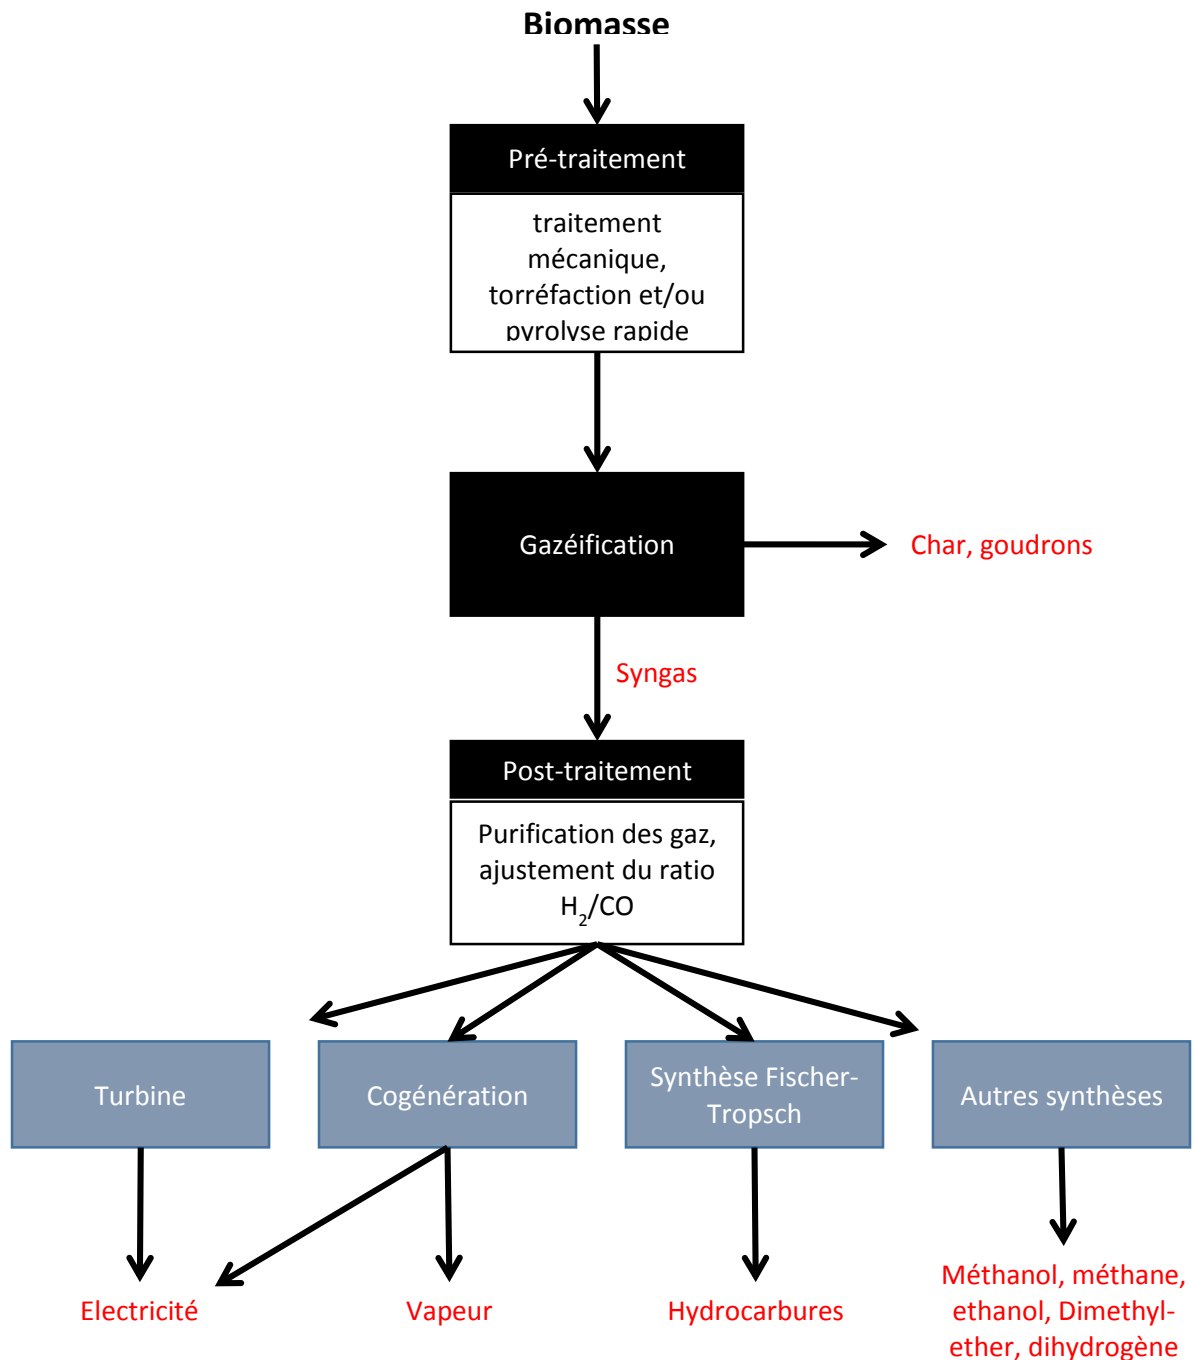 Biomasse
Pré-traitement
traitement
mécanique,
torréfaction et/ou
pyrolyse rapide
Gazéification
Char, goudrons
Syngas
Post-traitement
Purification des gaz,
ajustement du ratio
H₂/CO
Turbine
Cogénération
Synthèse Fischer-
Tropsch
Autres synthèses
Electricité
Vapeur
Hydrocarbures
Méthanol, méthane,
ethanol, Dimethyl-
ether, dihydrogène